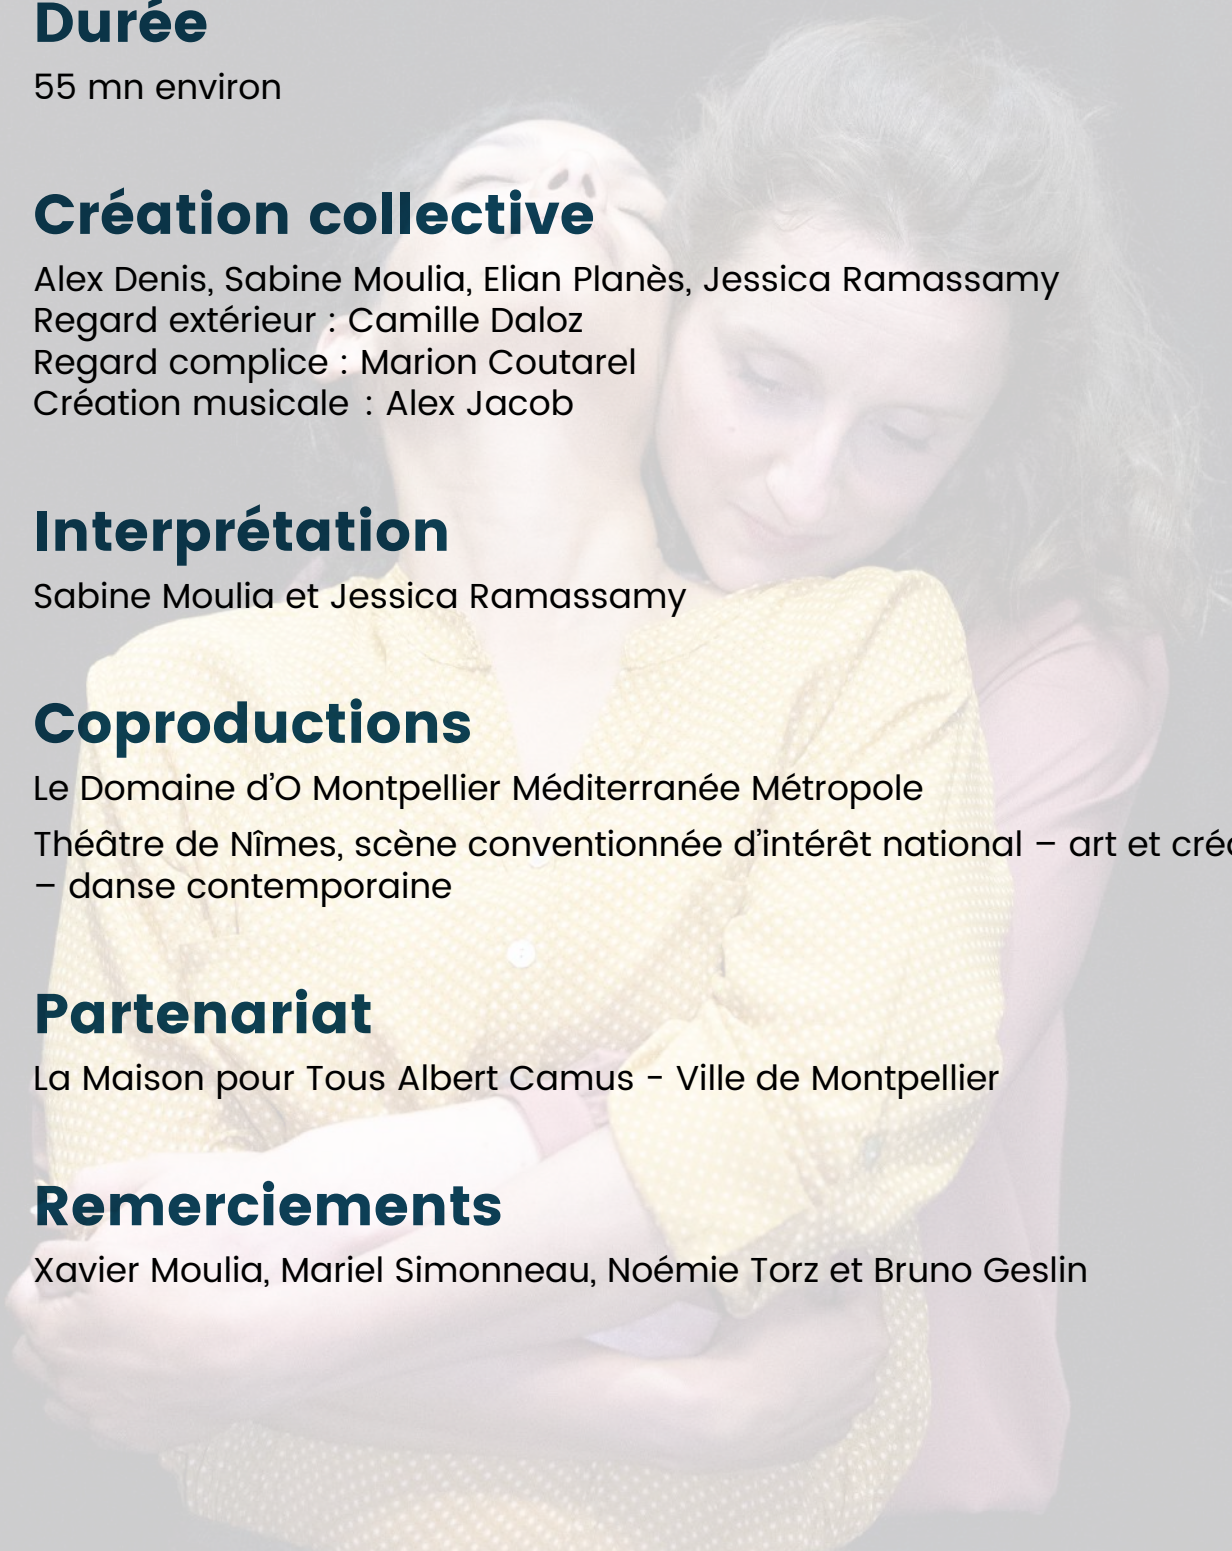 Durée
55 mn environ
Création collective
Alex Denis, Sabine Moulia, Elian Planès, Jessica Ramassamy
Regard extérieur : Camille Daloz
Regard complice : Marion Coutarel
Création musicale : Alex Jacob
Interprétation
Sabine Moulia et Jessica Ramassamy
Coproductions
Le Domaine d’O Montpellier Méditerranée Métropole
Théâtre de Nîmes, scène conventionnée d’intérêt national – art et
– danse contemporaine
Partenariat
La Maison pour Tous Albert Camus - Ville de Montpellier
Remerciements
Xavier Moulia, Mariel Simonneau, Noémie Torz et Bruno Geslin